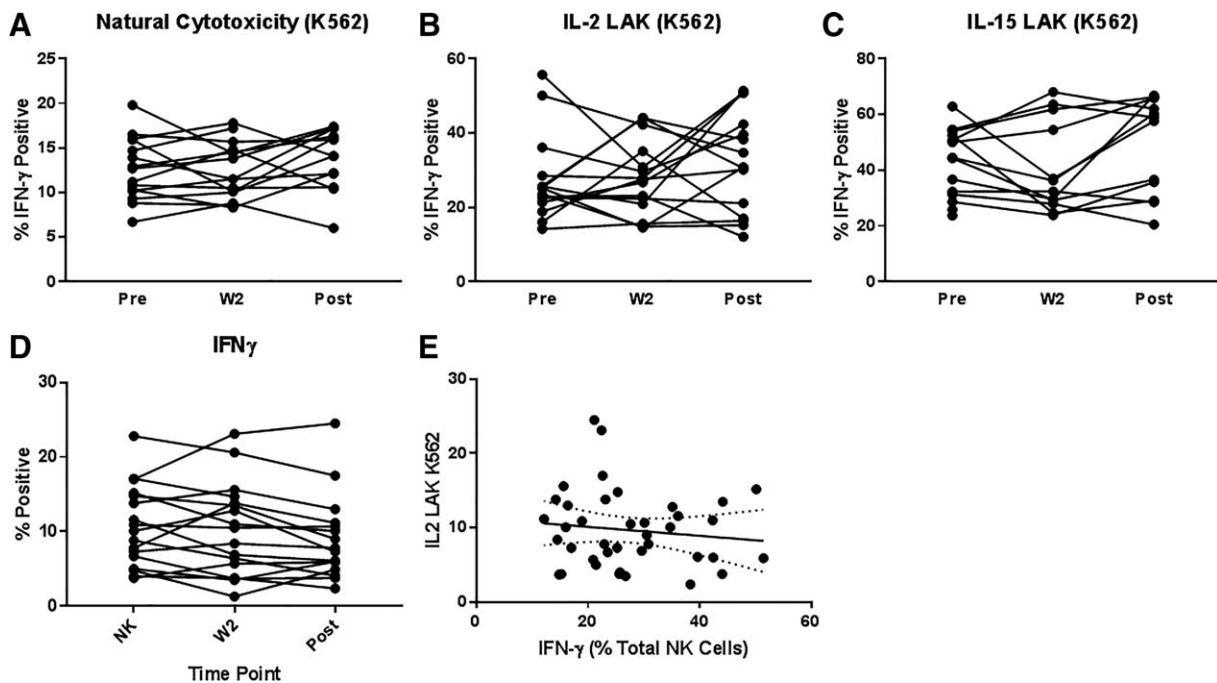 A
Natural Cytotoxicity (K562)
% IFN-γ Positive
25
20
15
10
5
0
Pre
W2
Post
B
IL-2 LAK (K562)
% IFN-γ Positive
60
40
20
0
Pre
W2
Post
C
IL-15 LAK (K562)
% IFN-γ Positive
80
60
40
20
0
Pre
W2
Post
D
IFNγ
% Positive
30
20
10
0
NK
W2
Post
Time Point
E
IL2 LAK K562
30
20
10
0
0
20
40
60
IFN-γ (% Total NK Cells)